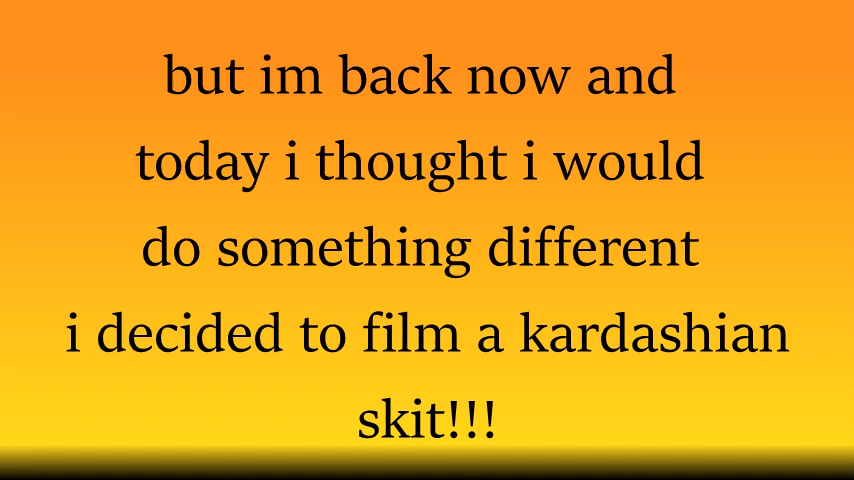 but im back now and
today i thought i would
do something different
i decided to film a kardashian
skit!!!